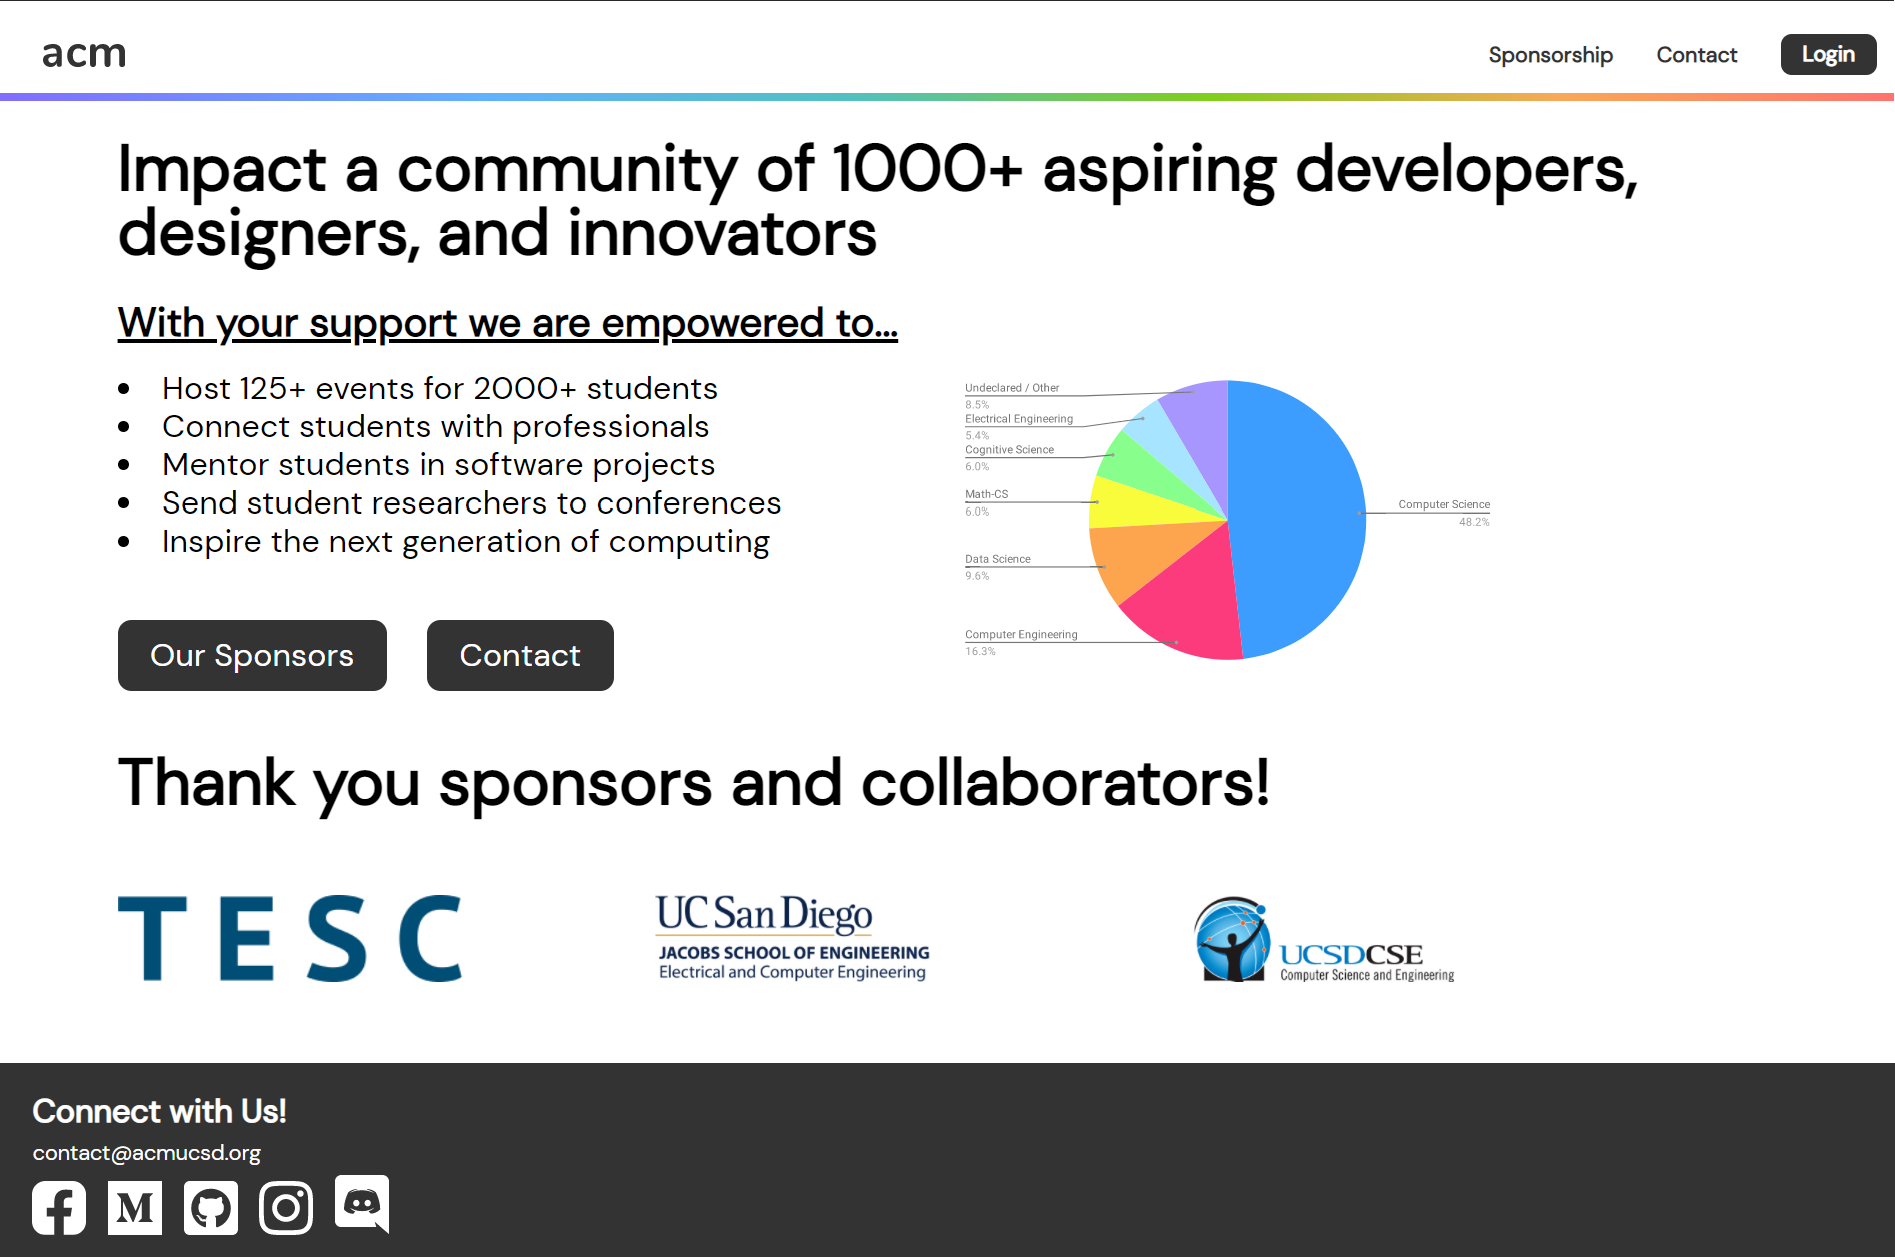 acm
Sponsorship
Contact
Login
Impact a community of 1000+ aspiring developers,
designers, and innovators
With your support we are empowered to...
Host 125+ events for 2000+ students
Connect students with professionals
Mentor students in software projects
Send student researchers to conferences
Inspire the next generation of computing
Our Sponsors
Contact
Undeclared / Other
8.5%
Electrical Engineering
5.4%
Cognitive Science
6.0%
Math-CS
6.0%
Data Science
9.6%
Computer Engineering
16.3%
Computer Science
48.2%
Thank you sponsors and collaborators!
TESC
UC San Diego
JACOBS SCHOOL OF ENGINEERING
Electrical and Computer Engineering
UCSDCSE
Computer Science and Engineering
Connect with Us!
contact@acmucsd.org
M